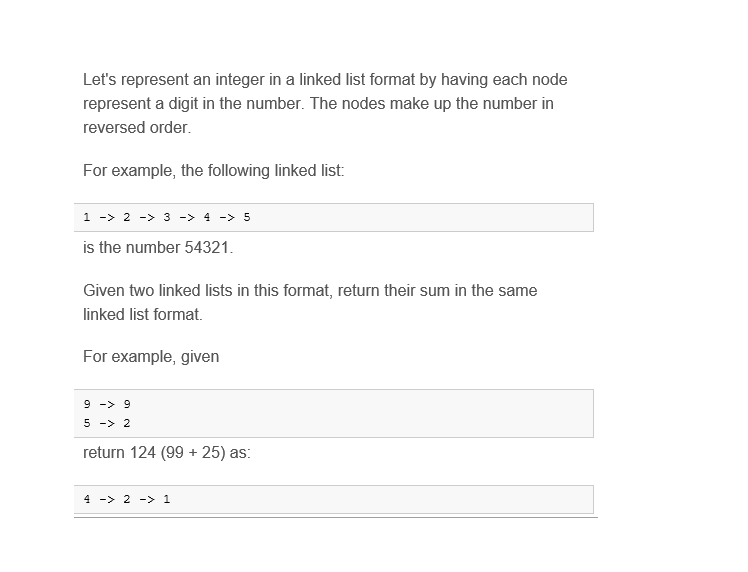 Let's represent an integer in a linked list format by having each node
represent a digit in the number. The nodes make up the number in
reversed order.
For example, the following linked list:
1 -> 2 -> 3 -> 4 -> 5
is the number 54321.
Given two linked lists in this format, return their sum in the same
linked list format.
For example, given
9 -> 9
5 -> 2
return 124 (99 + 25) as:
4 -> 2 -> 1